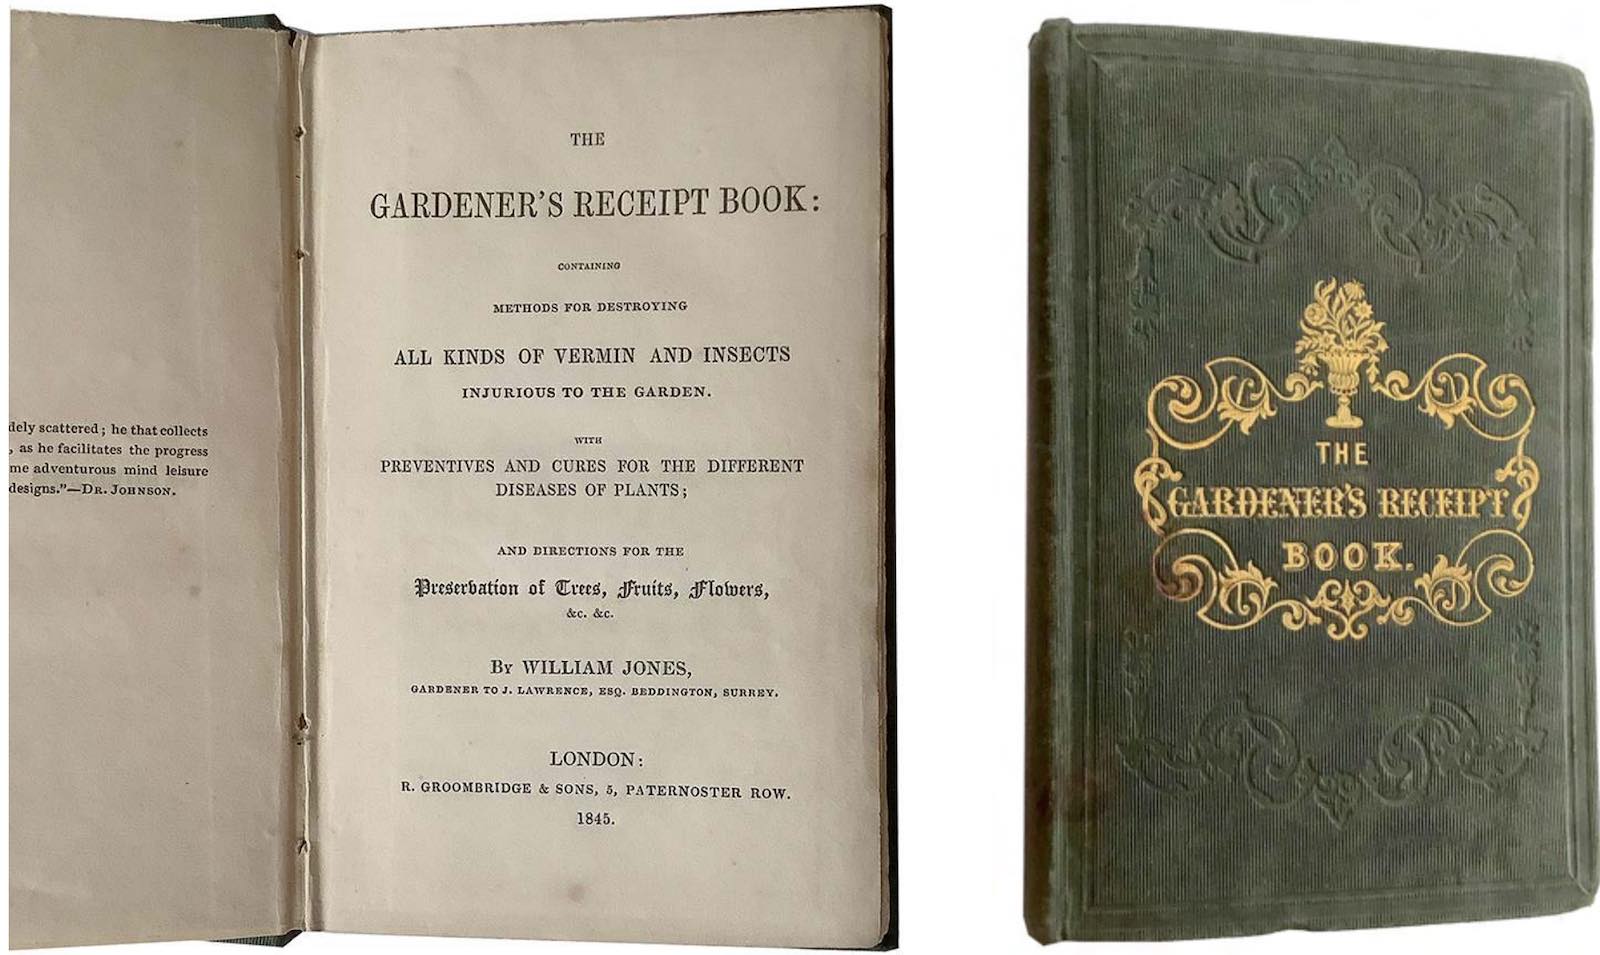 dely scattered; he that collects
, as he facilitates the progress
me adventurous mind leisure
designs."—DR. JOHNSON.
THE
GARDENER'S RECEIPT BOOK:
CONTAINING
METHODS FOR DESTROYING
ALL KINDS OF VERMIN AND INSECTS
INJURIOUS TO THE GARDEN.
WITH
PREVENTIVES AND CURES FOR THE DIFFERENT
DISEASES OF PLANTS;
AND DIRECTIONS FOR THE
Preservation of Trees, Fruits, Flowers,
&c. &c.
By WILLIAM JONES,
GARDENER TO J. LAWRENCE, ESQ. BEDDINGTON, SURREY.
LONDON:
R. GROOMBRIDGE & SONS, 5, PATERNOSTER ROW.
1845.
THE
GARDENER'S RECEIPT
BOOK.